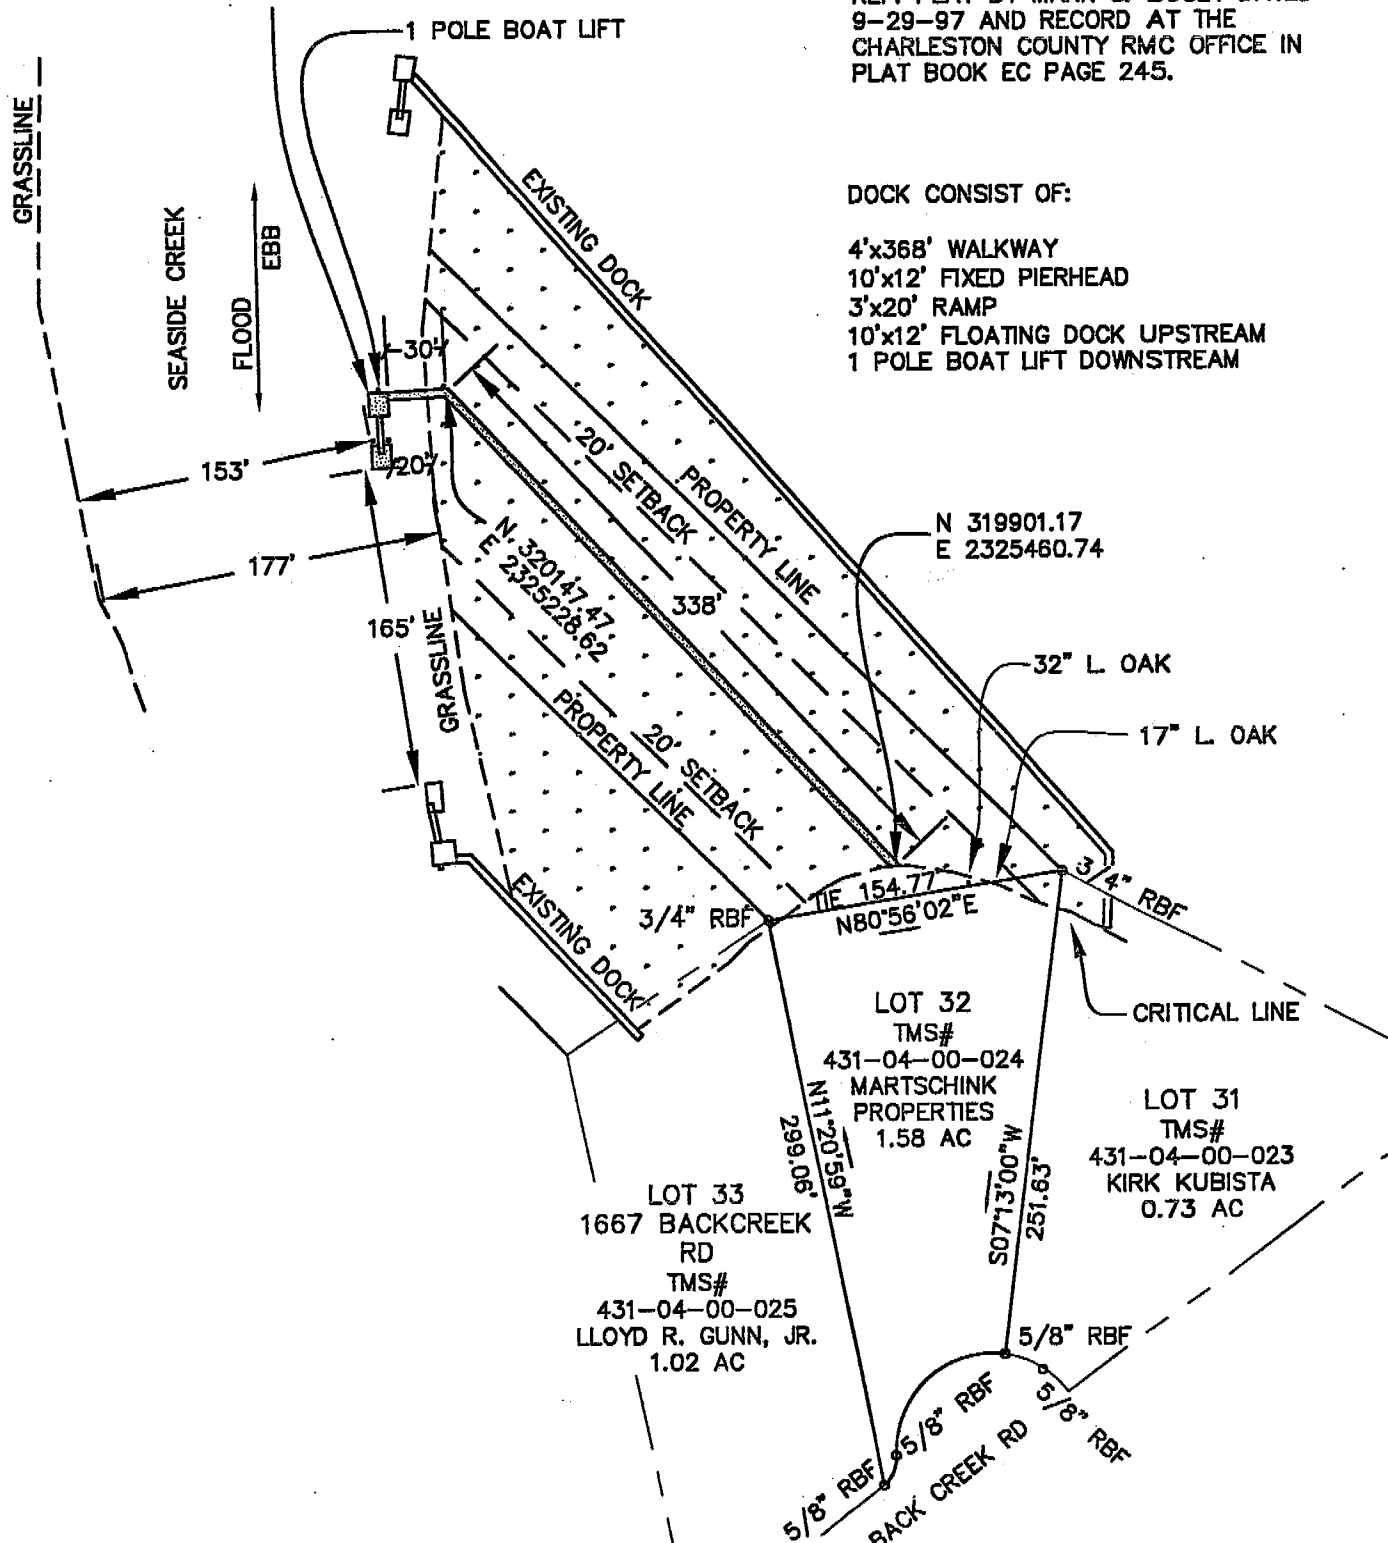 1 POLE BOAT LIFT
9-29-97 AND RECORD AT THE
CHARLESTON COUNTY RMC OFFICE IN
PLAT BOOK EC PAGE 245.
GRASSLINE
SEASIDE CREEK
EBB
FLOOD
EXISTING DOCK
DOCK CONSIST OF:
4'x368' WALKWAY
10'x12' FIXED PIERHEAD
3'x20' RAMP
10'x12' FLOATING DOCK UPSTREAM
1 POLE BOAT LIFT DOWNSTREAM
30'
20'
153'
177'
165'
GRASSLINE
20' SETBACK
PROPERTY LINE
338'
N 320147.47
E 2325228.62
N 319901.17
E 2325460.74
32" L. OAK
17" L. OAK
PROPERTY LINE
20' SETBACK
EXISTING DOCK
3/4" RBF
TIE 154.77'
N80°56'02"E
3/4" RBF
CRITICAL LINE
LOT 32
TMS#
431-04-00-024
MARTSCHINK
PROPERTIES
1.58 AC
N11°20'59"W
299.06'
S07°13'00"W
251.63'
LOT 31
TMS#
431-04-00-023
KIRK KUBISTA
0.73 AC
LOT 33
1667 BACKCREEK
RD
TMS#
431-04-00-025
LLOYD R. GUNN, JR.
1.02 AC
5/8" RBF
5/8" RBF
5/8" RBF
5/8" RBF
BACK CREEK RD